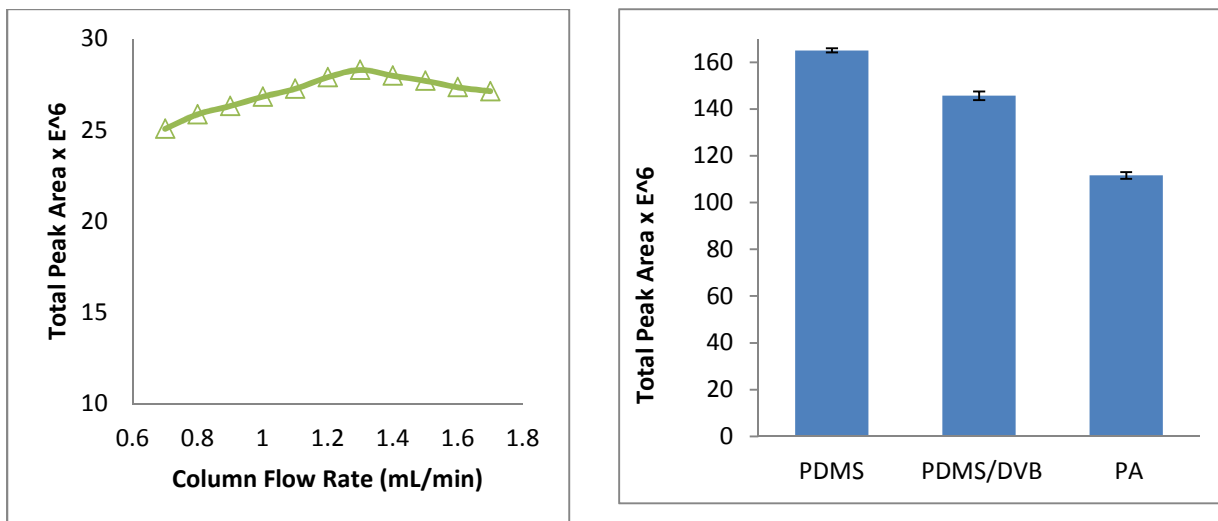 30
25
20
15
10
0.6 0.8 1 1.2 1.4 1.6 1.8
Total Peak Area x E^6
Column Flow Rate (mL/min)
160
140
120
100
80
60
40
20
0
PDMS PDMS/DVB PA
Total Peak Area x E^6